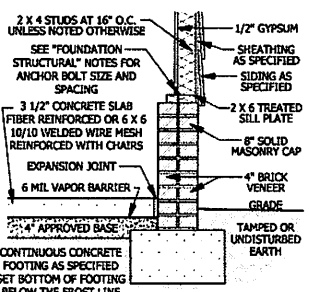 2 X 4 STUDS AT 16" O.C.
UNLESS NOTED OTHERWISE
SEE "FOUNDATION
STRUCTURAL" NOTES FOR
ANCHOR BOLT SIZE AND
SPACING
3 1/2" CONCRETE SLAB
FIBER REINFORCED OR 6 X 6
10/10 WELDED WIRE MESH
REINFORCED WITH CHAIRS
EXPANSION JOINT
6 MIL VAPOR BARRIER
4" APPROVED BASE
CONTINUOUS CONCRETE
FOOTING AS SPECIFIED
SET BOTTOM OF FOOTING
BELOW THE FROST LINE
1/2" GYPSUM
SHEATHING
AS SPECIFIED
SIDING AS
SPECIFIED
2 X 6 TREATED
SILL PLATE
8" SOLID
MASONRY CAP
4" BRICK
VENEER
GRADE
TAMPED OR
UNDISTURBED
EARTH